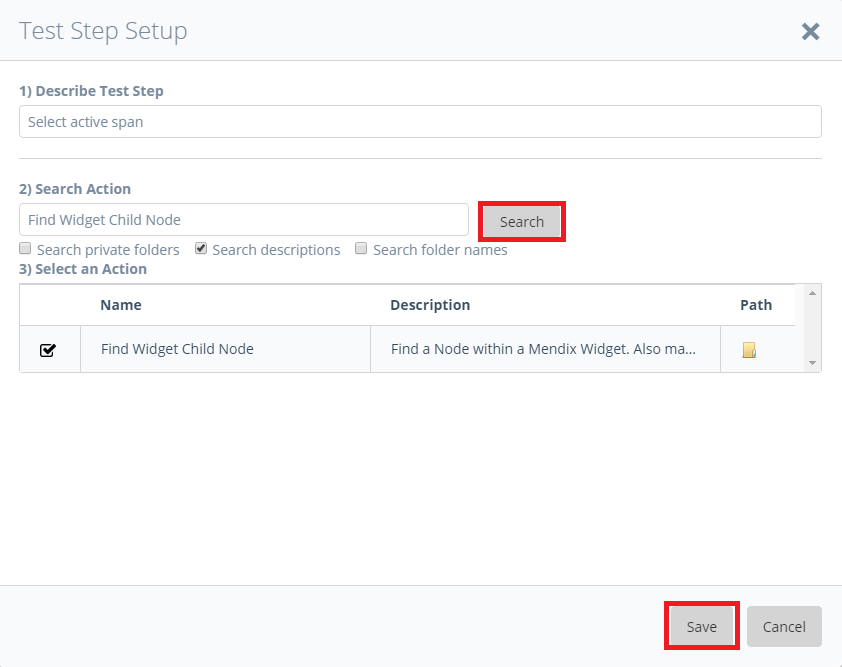 Test Step Setup
1) Describe Test Step
Select active span
2) Search Action
Find Widget Child Node Search
Search private folders Search descriptions Search folder names
3) Select an Action
Name Description Path
Find Widget Child Node Find a Node within a Mendix Widget. Also ma...
Save Cancel